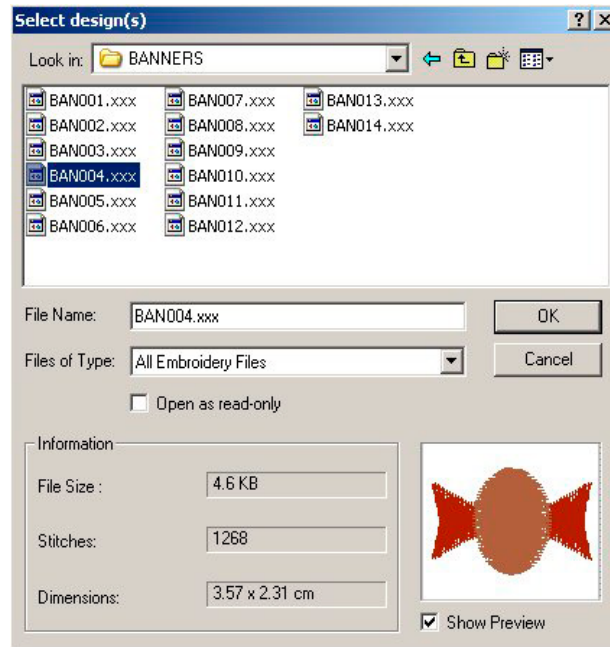 Select design(s)
Look in: BANNERS
BAN001.xxx BAN007.xxx BAN013.xxx
BAN002.xxx BAN008.xxx BAN014.xxx
BAN003.xxx BAN009.xxx
BAN004.xxx BAN010.xxx
BAN005.xxx BAN011.xxx
BAN006.xxx BAN012.xxx
File Name: BAN004.xxx OK
Files of Type: All Embroidery Files Cancel
Open as read-only
Information
File Size : 4.6 KB
Stitches: 1268
Dimensions: 3.57 x 2.31 cm
Show Preview